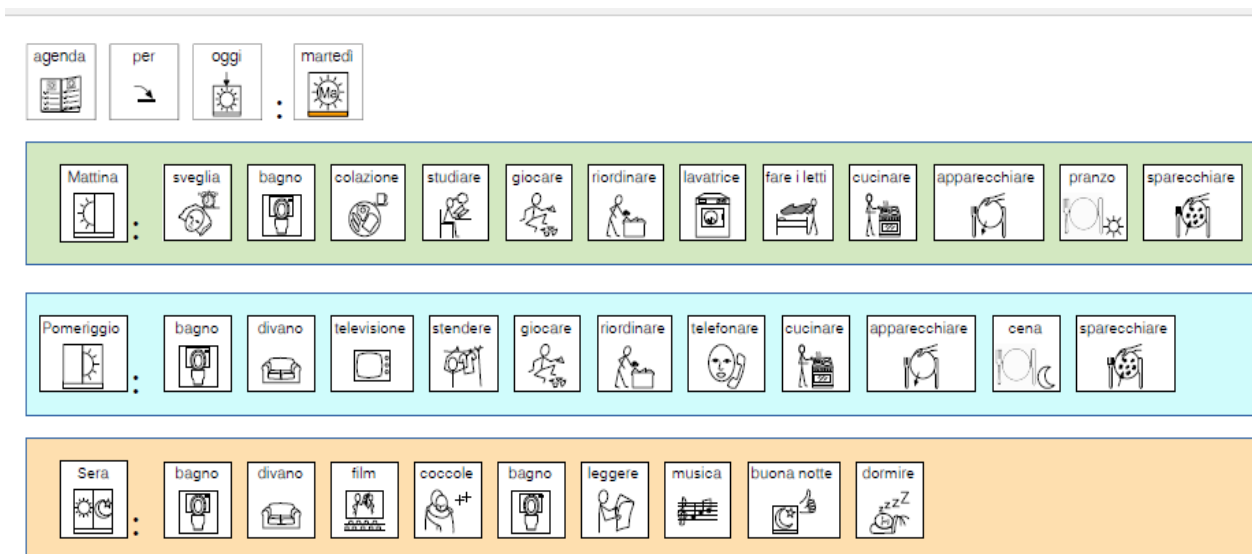 agenda per oggi : martedì
Ma
Mattina : sveglia bagno colazione studiare giocare riordinare lavatrice fare i letti cucinare apparecchiare pranzo sparecchiare
Pomeriggio : bagno divano televisione stendere giocare riordinare telefonare cucinare apparecchiare cena sparecchiare
Sera : bagno divano film coccole bagno leggere musica buona notte dormire
++
zzzZ